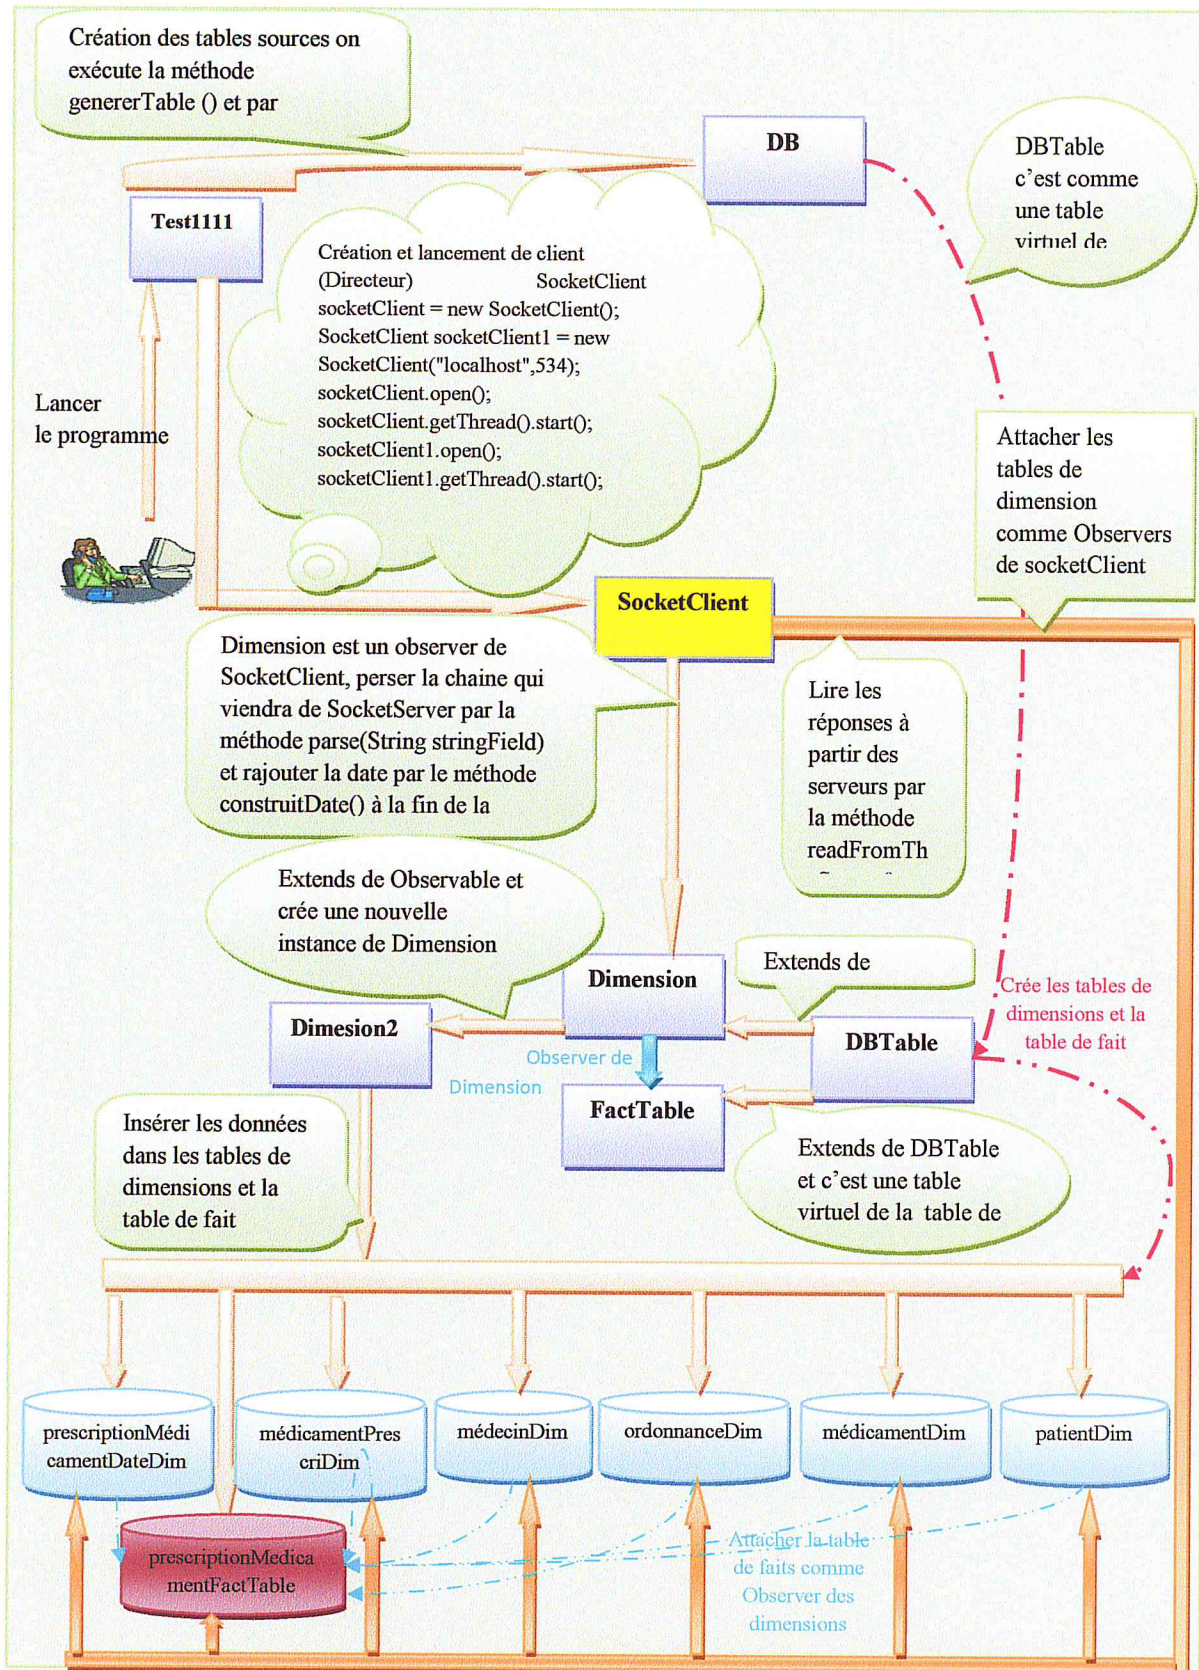 Création des tables sources on
exécute la méthode
genererTable () et par
DB
DBTable
c'est comme
une table
virtuel de
Test1111
Création et lancement de client
(Directeur) SocketClient
socketClient = new SocketClient();
SocketClient socketClient1 = new
SocketClient("localhost",534);
socketClient.open();
socketClient.getThread().start();
socketClient1.open();
socketClient1.getThread().start();
Lancer
le programme
Attacher les
tables de
dimension
comme Observers
de socketClient
SocketClient
Dimension est un observer de
SocketClient, perser la chaine qui
viendra de SocketServer par la
méthode parse(String stringField)
et rajouter la date par le méthode
construitDate() à la fin de la
Lire les
réponses à
partir des
serveurs par
la méthode
readFromTh
Extends de Observable et
crée une nouvelle
instance de Dimension
Dimension
Extends de
Dimesion2
DBTable
Crée les tables de
dimensions et la
table de fait
Observer de
Dimension
FactTable
Insérer les données
dans les tables de
dimensions et la
table de fait
Extends de DBTable
et c'est une table
virtuel de la table de
prescriptionMédi
camentDateDim
médicamentPres
criDim
médecinDim
ordonnanceDim
médicamentDim
patientDim
prescriptionMedica
mentFactTable
Attacher la table
de faits comme
Observer des
dimensions